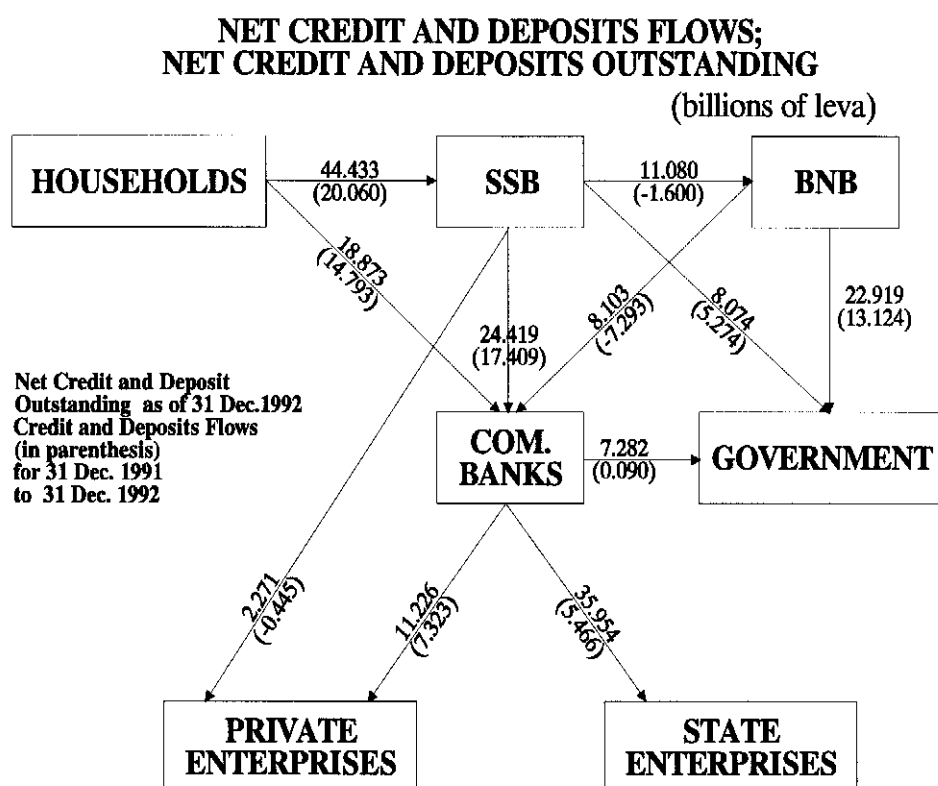 NET CREDIT AND DEPOSITS FLOWS;
NET CREDIT AND DEPOSITS OUTSTANDING
(billions of leva)
HOUSEHOLDS
44.433
(20.060)
SSB
11.080
(-1.600)
BNB
18.873
(14.793)
24.419
(17.409)
8.103
(-7.293)
8.074
(5.274)
22.919
(13.124)
Net Credit and Deposit
Outstanding as of 31 Dec.1992
Credit and Deposits Flows
(in parenthesis)
for 31 Dec. 1991
to 31 Dec. 1992
COM.
BANKS
7.282
(0.090)
GOVERNMENT
2.271
(-0.445)
11.226
(7.323)
35.954
(5.466)
PRIVATE
ENTERPRISES
STATE
ENTERPRISES